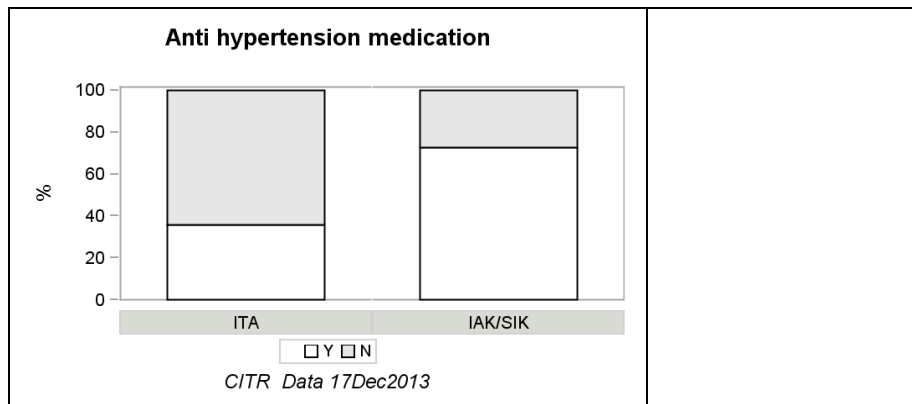 Anti hypertension medication
100
80
60
40
20
0
%
ITA IAK/SIK
Y N
CITR Data 17Dec2013